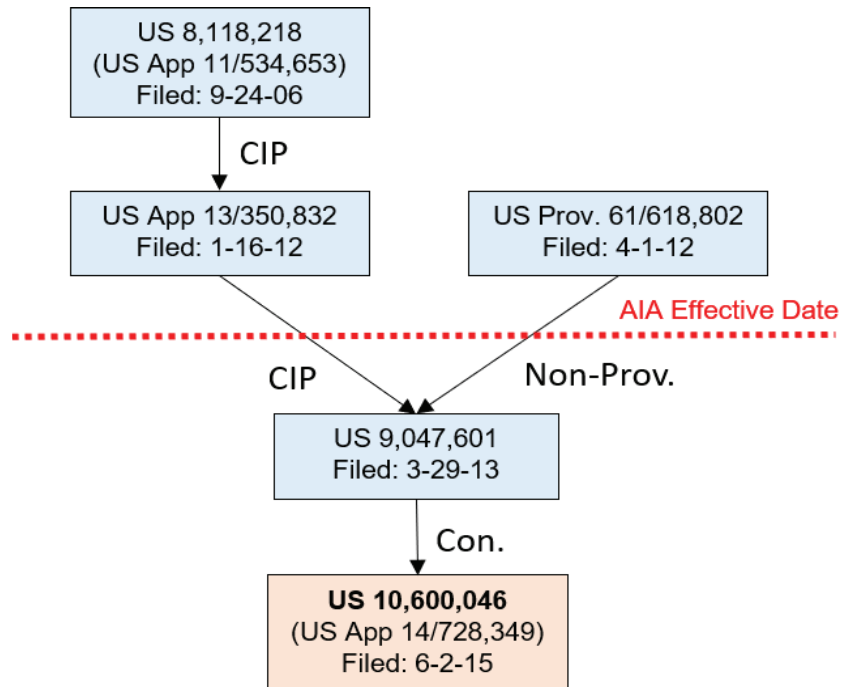 US 8,118,218
(US App 11/534,653)
Filed: 9-24-06
CIP
US App 13/350,832
Filed: 1-16-12
US Prov. 61/618,802
Filed: 4-1-12
AIA Effective Date
CIP
Non-Prov.
US 9,047,601
Filed: 3-29-13
Con.
US 10,600,046
(US App 14/728,349)
Filed: 6-2-15